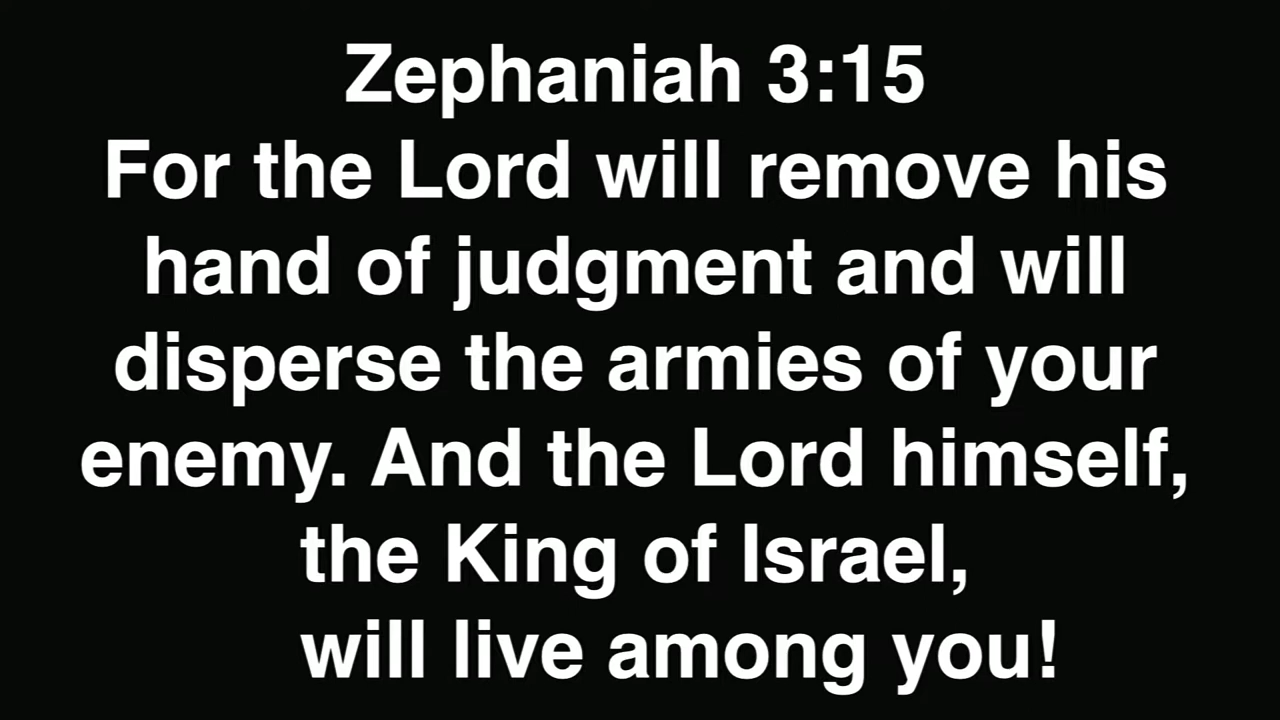 Zephaniah 3:15
For the Lord will remove his
hand of judgment and will
disperse the armies of your
enemy. And the Lord himself,
the King of Israel,
will live among you!